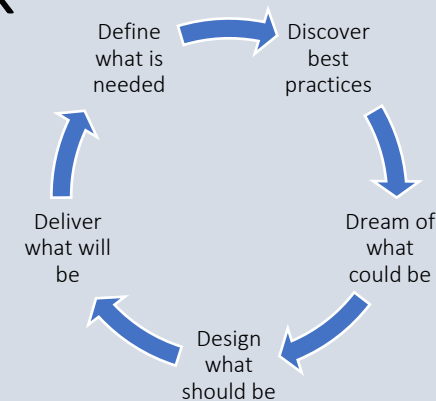 Define
what is
needed
Discover
best
practices
Dream of
what
could be
Design
what
should be
Deliver
what will
be